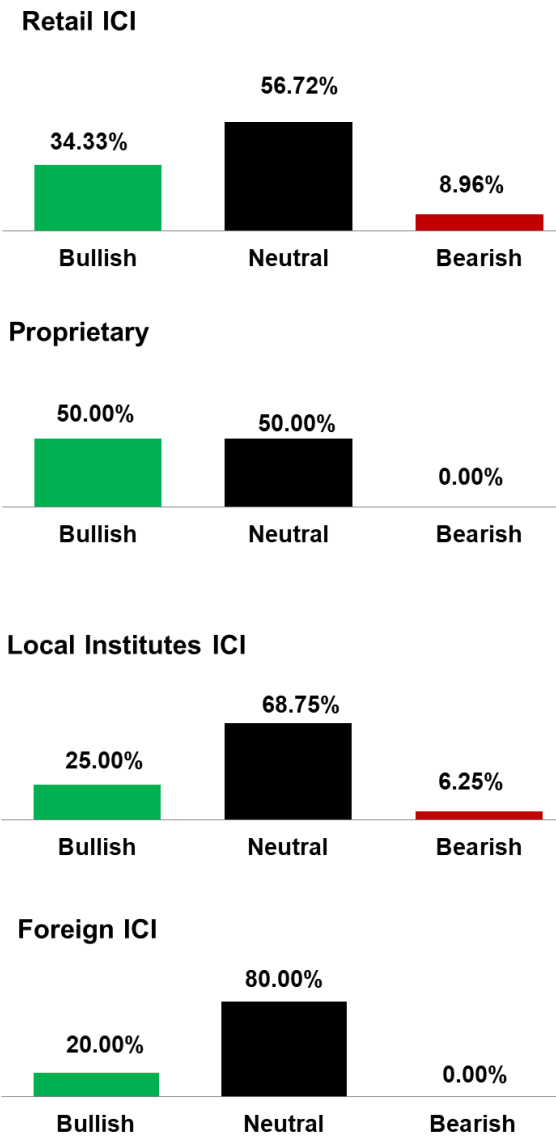 Retail ICI
56.72%
34.33%
8.96%
Bullish Neutral Bearish
Proprietary
50.00% 50.00%
0.00%
Bullish Neutral Bearish
Local Institutes ICI
68.75%
25.00%
6.25%
Bullish Neutral Bearish
Foreign ICI
80.00%
20.00%
0.00%
Bullish Neutral Bearish